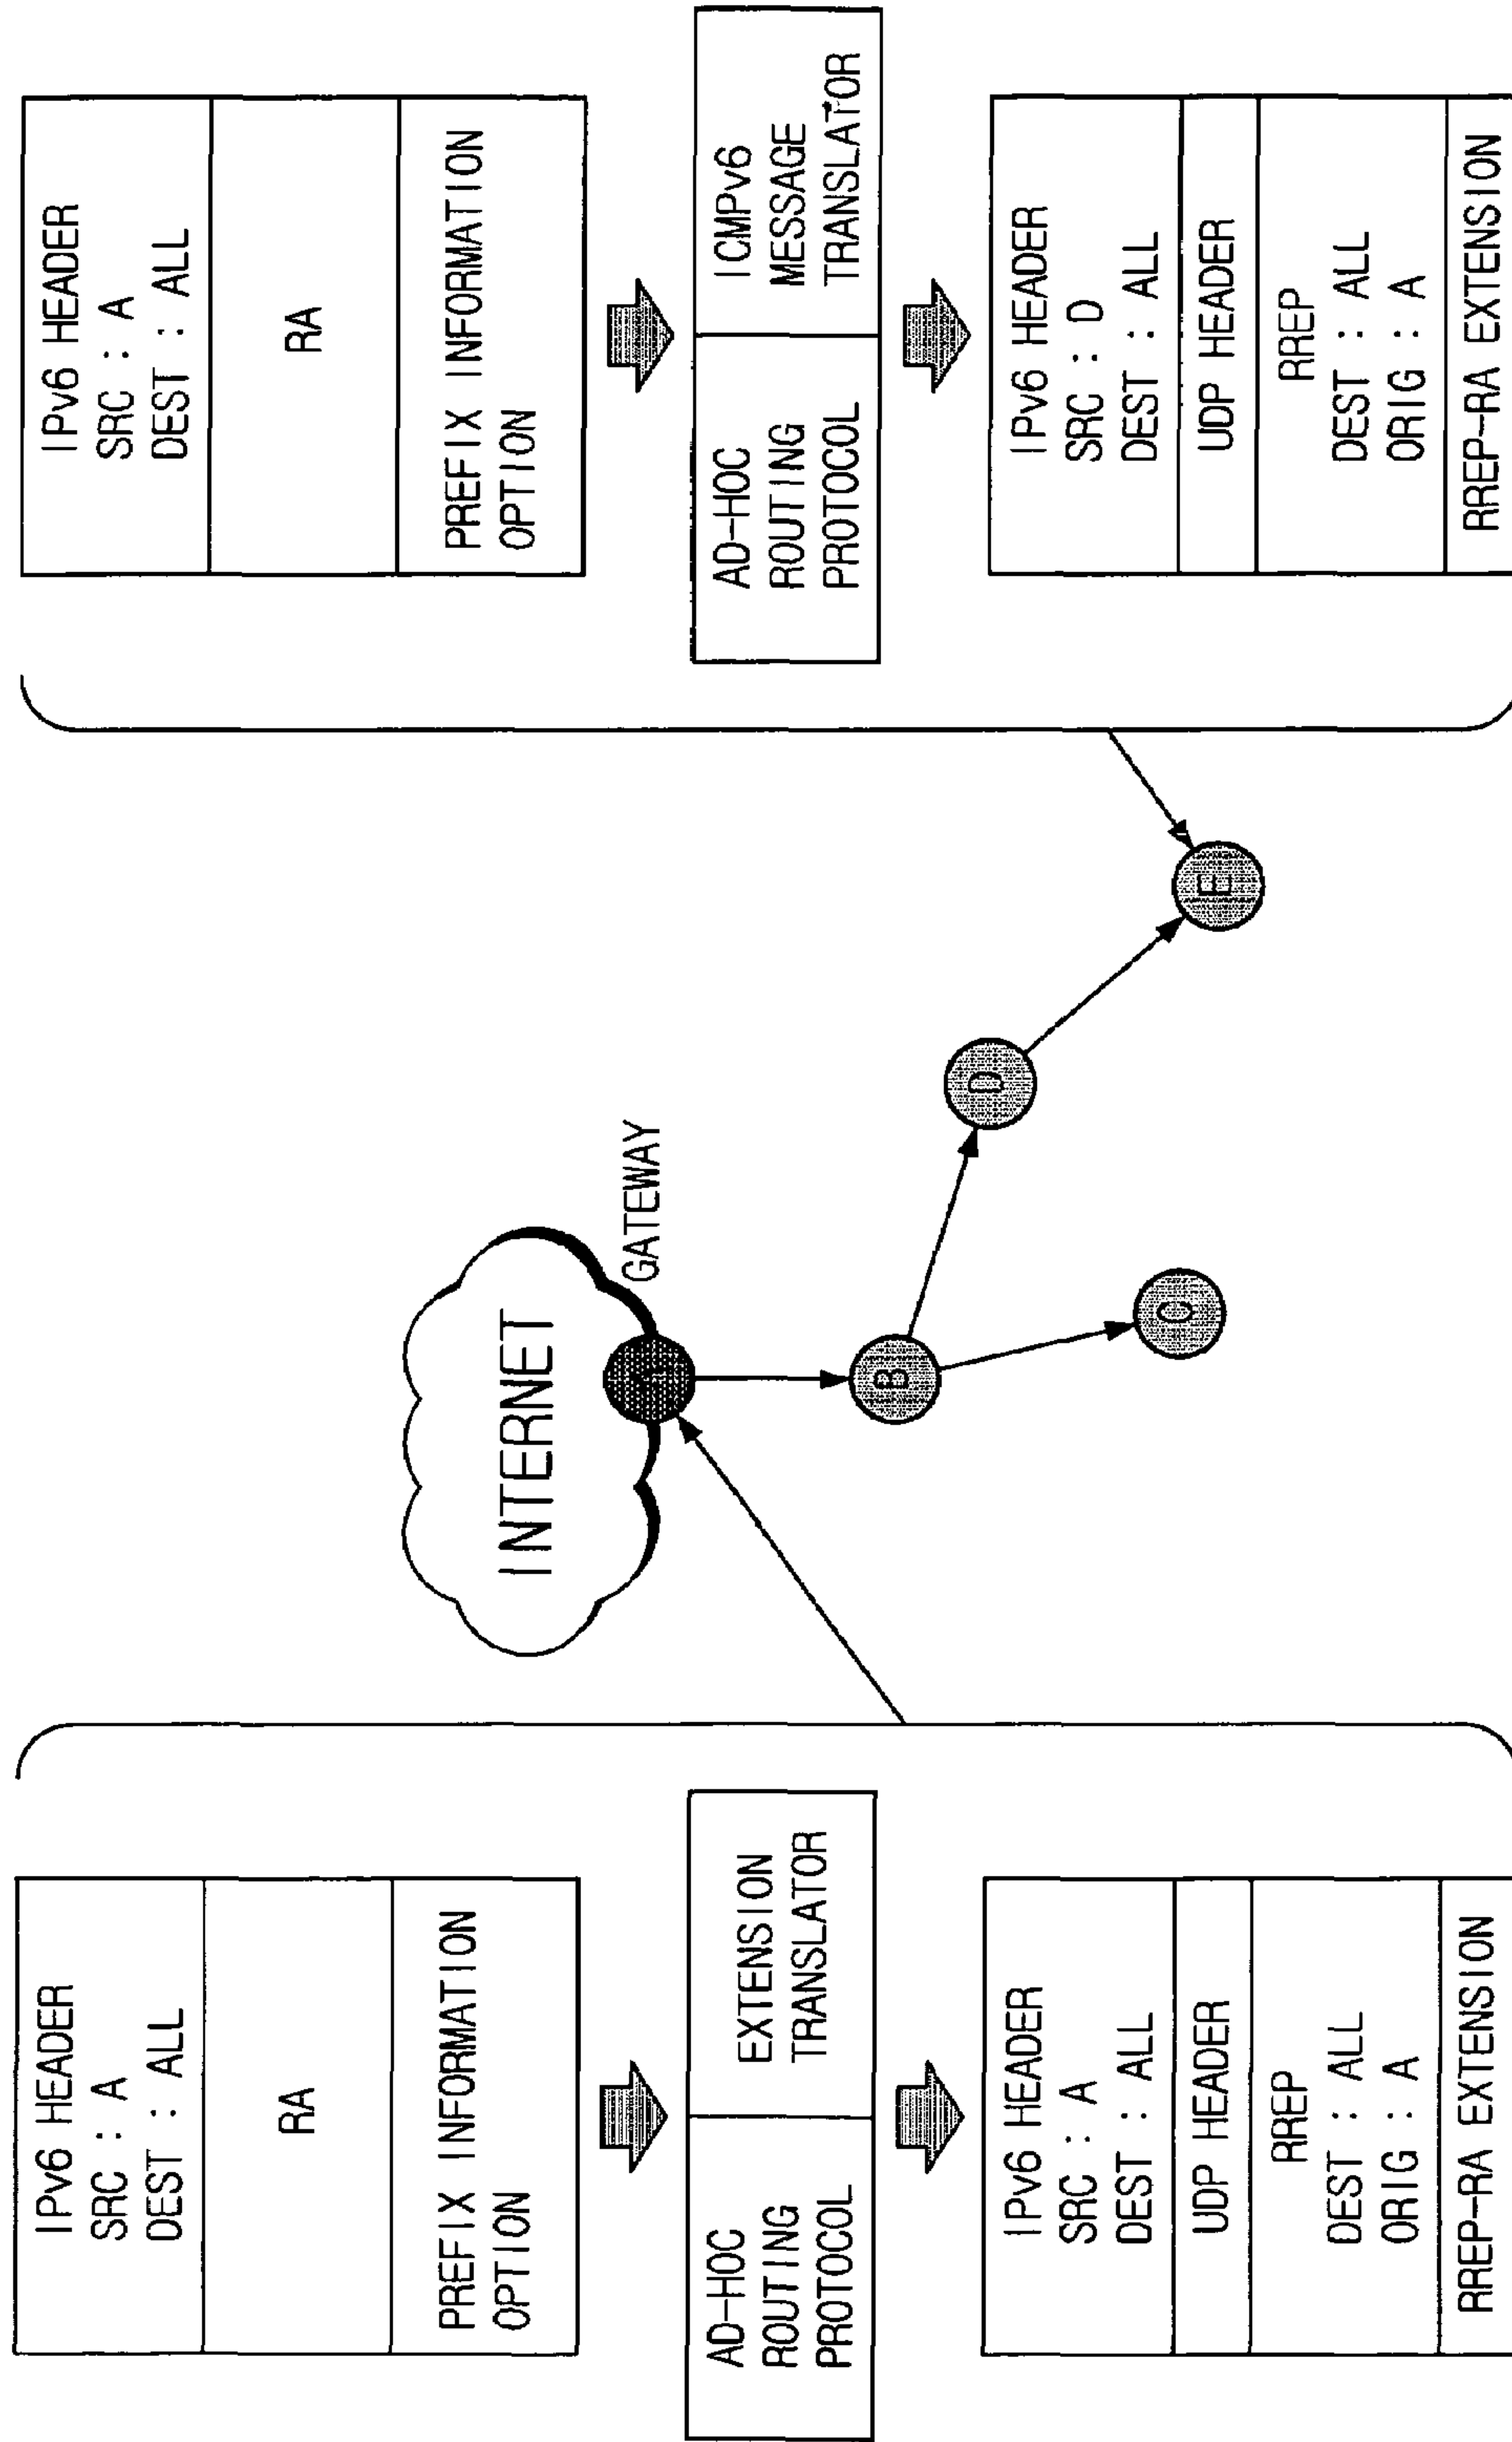 IPv6 HEADER
SRC : A
DEST : ALL
RA
PREFIX INFORMATION
OPTION
AD-HOC
ROUTING
PROTOCOL
EXTENSION
TRANSLATOR
IPv6 HEADER
SRC : A
DEST : ALL
UDP HEADER
RREP
DEST : ALL
ORIG : A
RREP-RA EXTENSION
INTERNET
GATEWAY
A
B
C
D
E
IPv6 HEADER
SRC : A
DEST : ALL
RA
PREFIX INFORMATION
OPTION
AD-HOC
ROUTING
PROTOCOL
ICMPv6
MESSAGE
TRANSLATOR
IPv6 HEADER
SRC : D
DEST : ALL
UDP HEADER
RREP
DEST : ALL
ORIG : A
RREP-RA EXTENSION